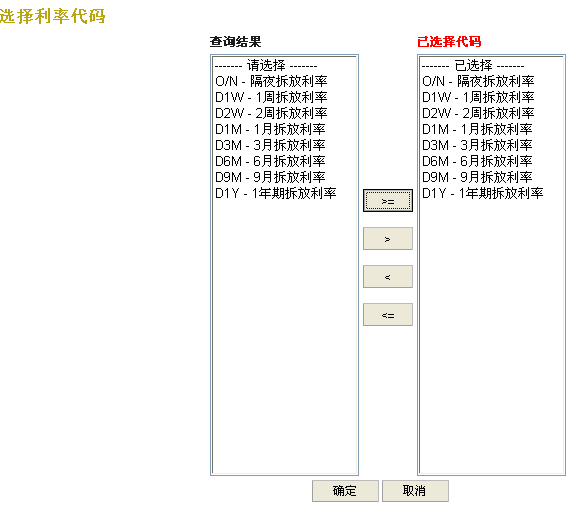 选择利率代码
查询结果
------- 请选择 -------
O/N - 隔夜拆放利率
D1W - 1周拆放利率
D2W - 2周拆放利率
D1M - 1月拆放利率
D3M - 3月拆放利率
D6M - 6月拆放利率
D9M - 9月拆放利率
D1Y - 1年期拆放利率
>=
>
<
<=
已选择代码
------- 已选择 -------
O/N - 隔夜拆放利率
D1W - 1周拆放利率
D2W - 2周拆放利率
D1M - 1月拆放利率
D3M - 3月拆放利率
D6M - 6月拆放利率
D9M - 9月拆放利率
D1Y - 1年期拆放利率
确定
取消